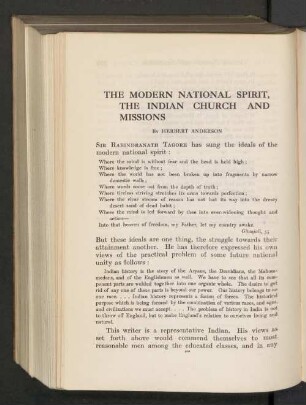 THE MODERN NATIONAL SPIRIT,
THE INDIAN CHURCH AND
MISSIONS
By HERBERT ANDERSON
SIR RABINDRANATH TAGORE has sung the ideals of the
modern national spirit:
Where the mind is without fear and the head is held high;
Where knowledge is free;
Where the world has not been broken up into fragments by narrow
domestic walls;
Where words come out from the depth of truth;
Where tireless striving stretches its arms towards perfection;
Where the clear stream of reason has not lost its way into the dreary
desert sand of dead habit;
Where the mind is led forward by thee into ever-widening thought and
action—
Into that heaven of freedom, my Father, let my country awake.
But these ideals are one thing, the struggle towards their
attainment another. He has therefore expressed his own
views of the practical problem of some future national
unity as follows:
Indian history is the story of the Aryans, the Dravidians, the Mahom-
medans, and of the Englishmen as well. We have to see that all its com-
ponent parts are welded together into one organic whole. The desire to get
rid of any one of these parts is beyond our power. One history belongs to no
one race. . . . Indian history represents a fusion of forces. The historical
purpose which is being formed by the combination of various races, and ages
and civilizations we must accept. . . . The problem of history in India is not
to throw off England, but to make England's relation to ourselves living and
natural.
This writer is a representative Indian. His views as
set forth above would commend themselves to most
reasonable men among the educated classes, and in any